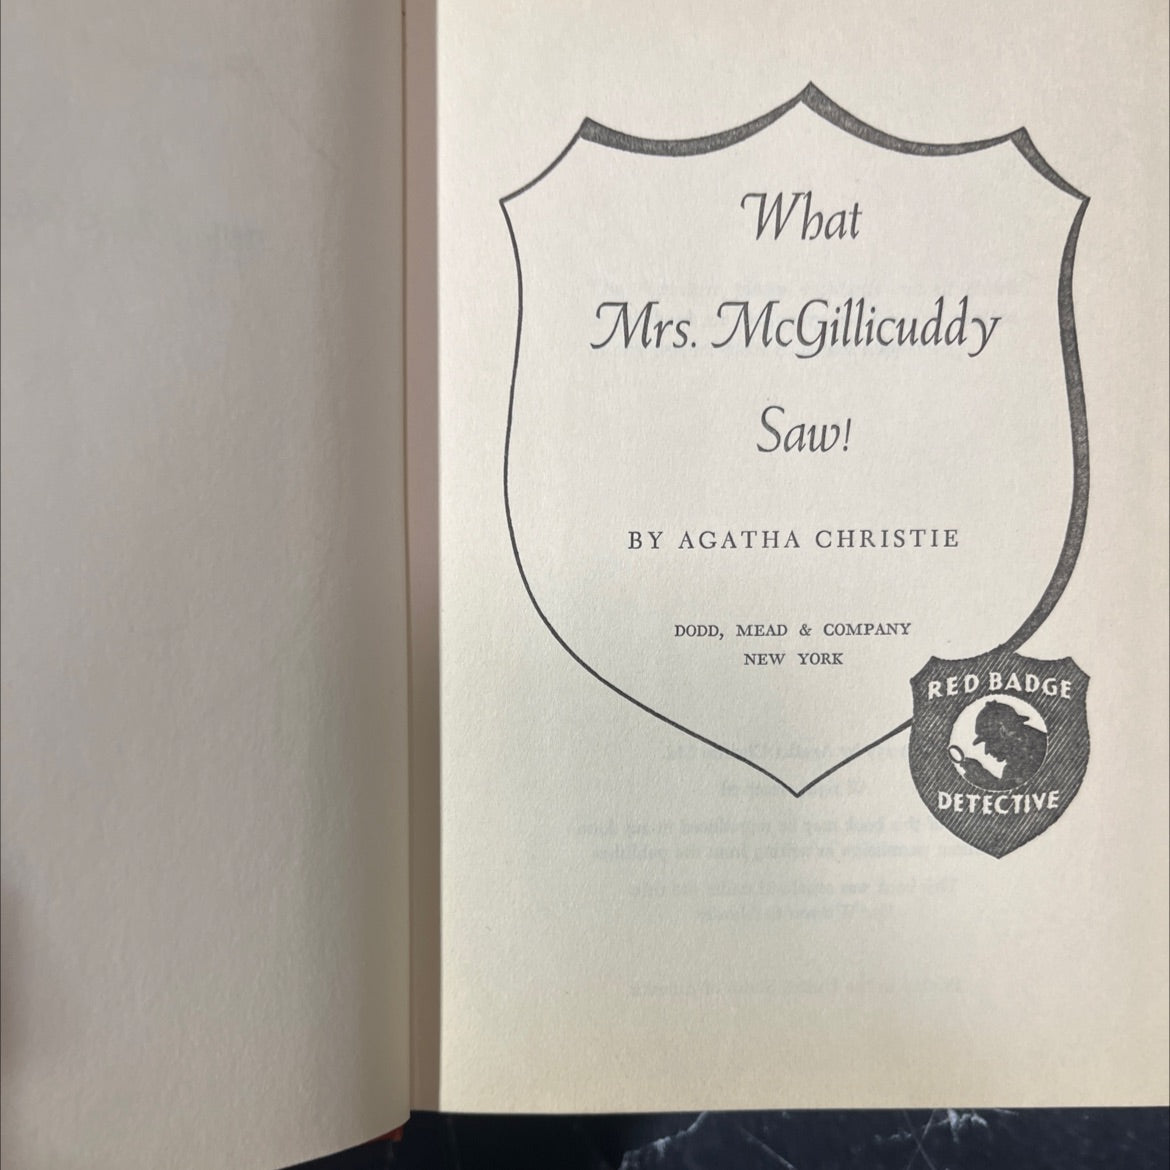 What
Mrs. McGillicuddy
Saw!
BY AGATHA CHRISTIE
DODD, MEAD & COMPANY
NEW YORK
RED BADGE
DETECTIVE